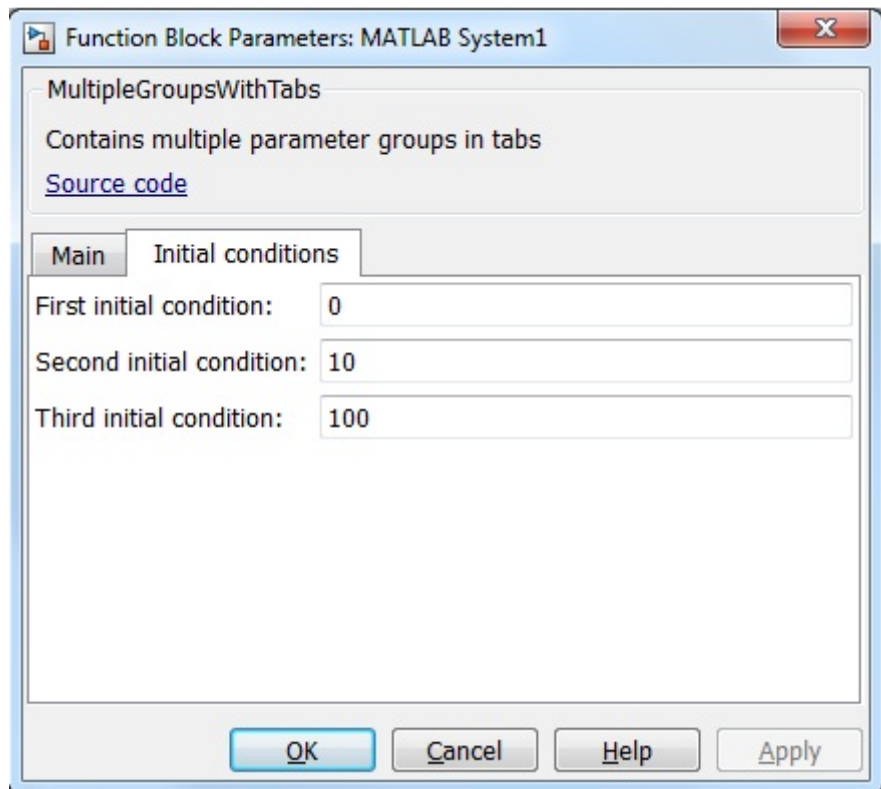 Function Block Parameters: MATLAB System1
MultipleGroupsWithTabs
Contains multiple parameter groups in tabs
Source code
Main Initial conditions
First initial condition: 0
Second initial condition: 10
Third initial condition: 100
OK Cancel Help Apply